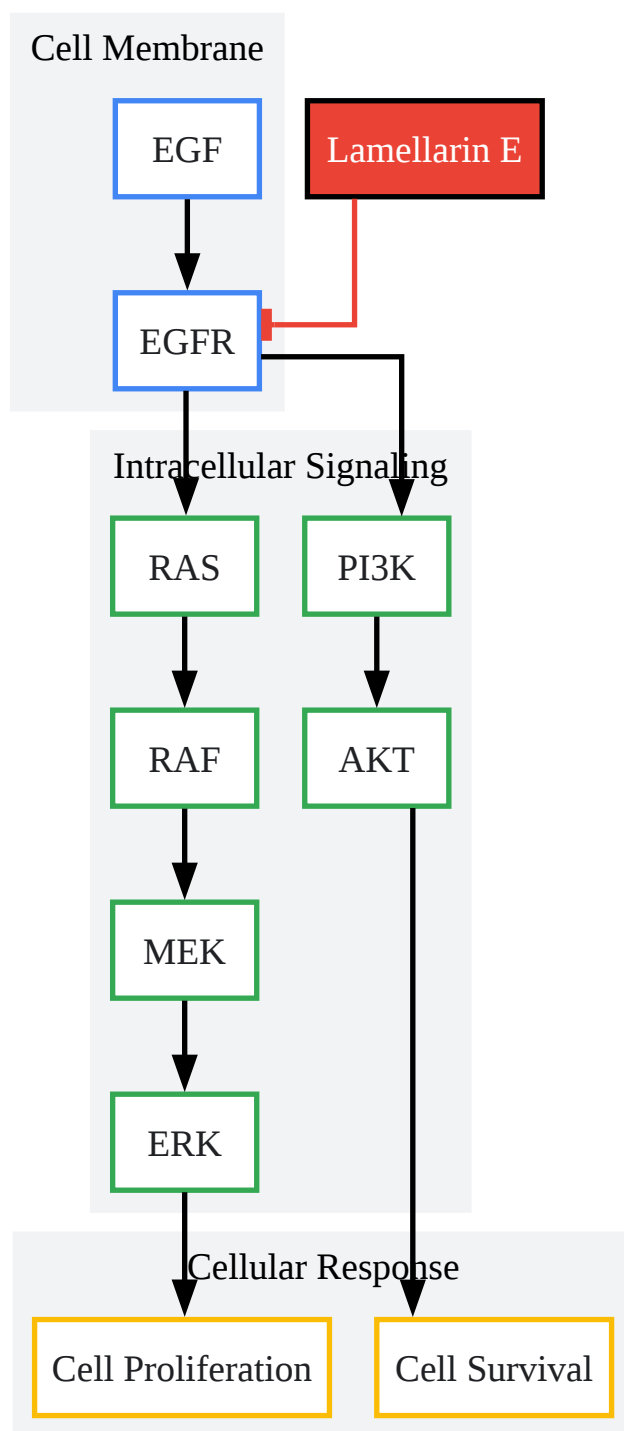 Cell Membrane
EGF
Lamellarin E
EGFR
Intracellular Signaling
RAS
PI3K
RAF
AKT
MEK
ERK
Cellular Response
Cell Proliferation
Cell Survival